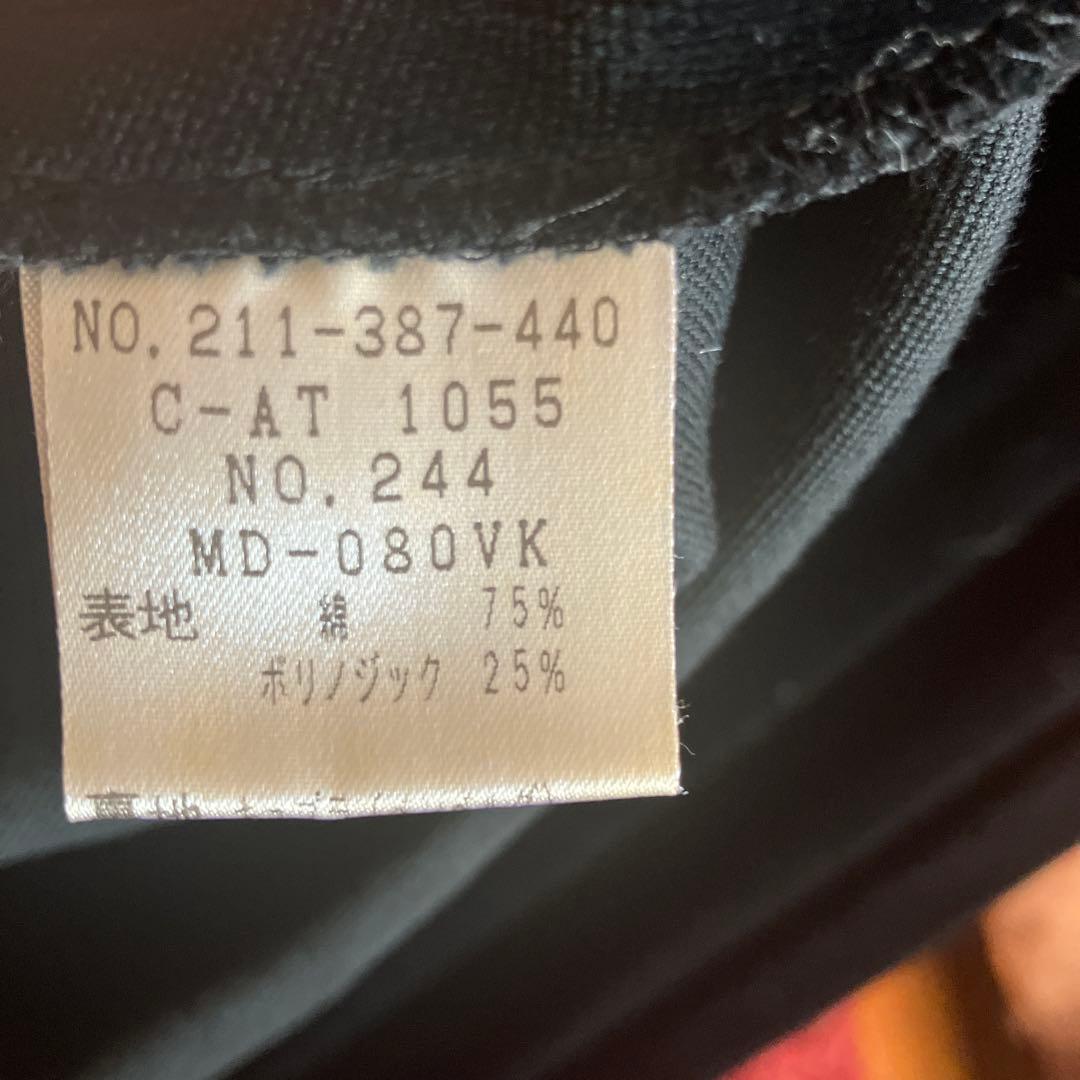 NO.211-387-440
C-AT 1055
NO.244
MD-080VK
表地 綿 75%
ポリノジック 25%